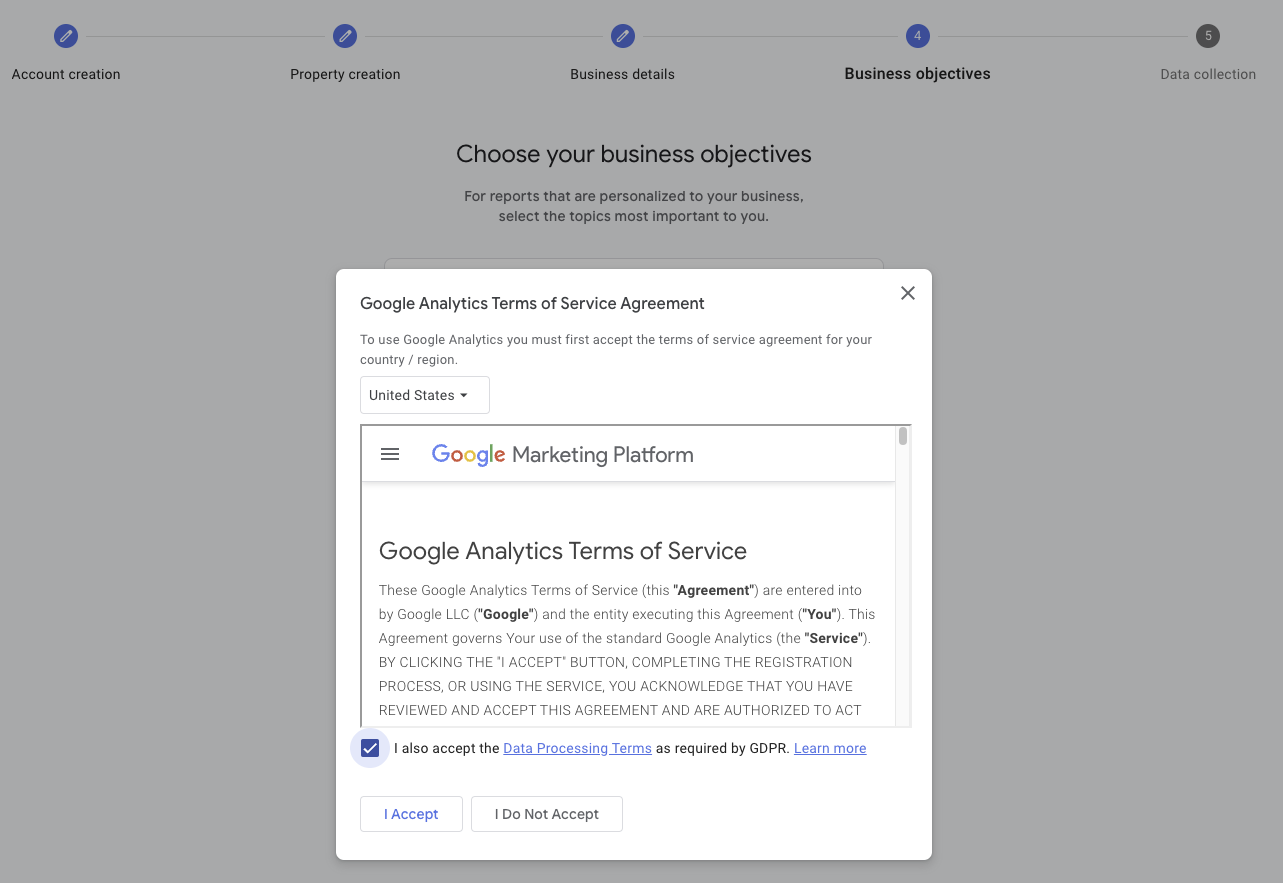 4
5
Account creation
Property creation
Business details
Business objectives
Data collection
Choose your business objectives
For reports that are personalized to your business,
select the topics most important to you.
Google Analytics Terms of Service Agreement
To use Google Analytics you must first accept the terms of service agreement for your
country / region.
United States
Google Marketing Platform
Google Analytics Terms of Service
These Google Analytics Terms of Service (this "Agreement") are entered into
by Google LLC ("Google") and the entity executing this Agreement ("You"). This
Agreement governs Your use of the standard Google Analytics (the "Service").
BY CLICKING THE "I ACCEPT" BUTTON, COMPLETING THE REGISTRATION
PROCESS, OR USING THE SERVICE, YOU ACKNOWLEDGE THAT YOU HAVE
REVIEWED AND ACCEPT THIS AGREEMENT AND ARE AUTHORIZED TO ACT
I also accept the Data Processing Terms as required by GDPR. Learn more
I Accept
I Do Not Accept